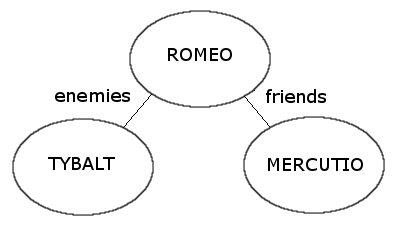 ROMEO
enemies
friends
TYBALT
MERCUTIO